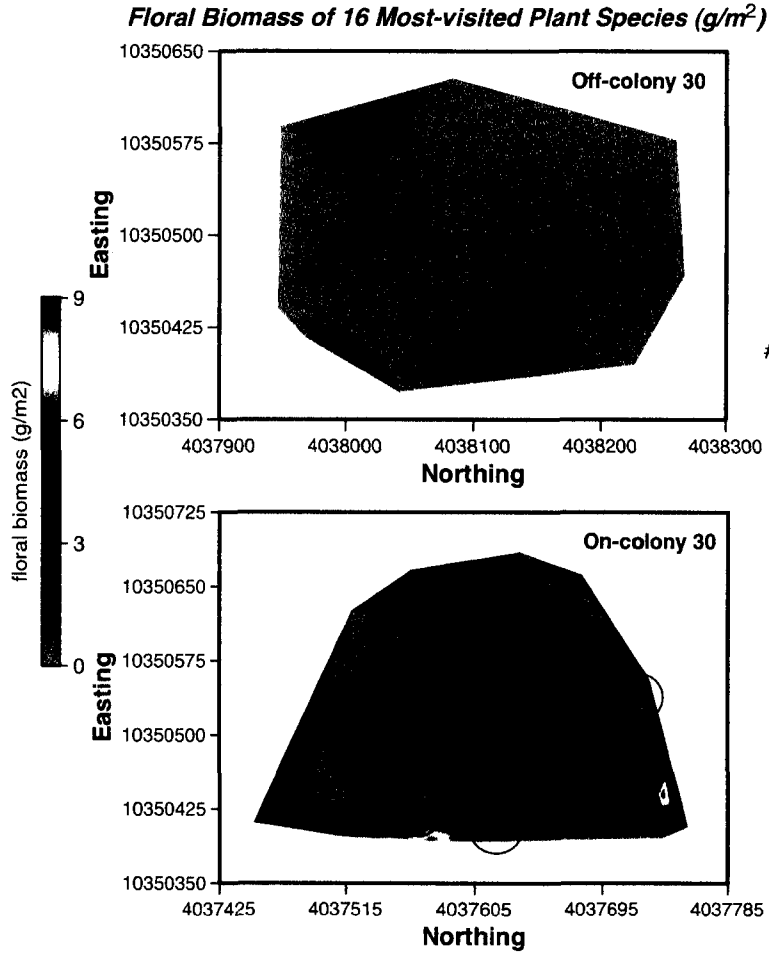 Floral Biomass of 16 Most-visited Plant Species (g/m²)
10350650
10350575
10350500
10350425
10350350
Easting
Off-colony 30
4037900 4038000 4038100 4038200 4038300
Northing
#
floral biomass (g/m2)
9
6
3
0
10350725
10350650
10350575
10350500
10350425
10350350
Easting
On-colony 30
4037425 4037515 4037605 4037695 4037785
Northing